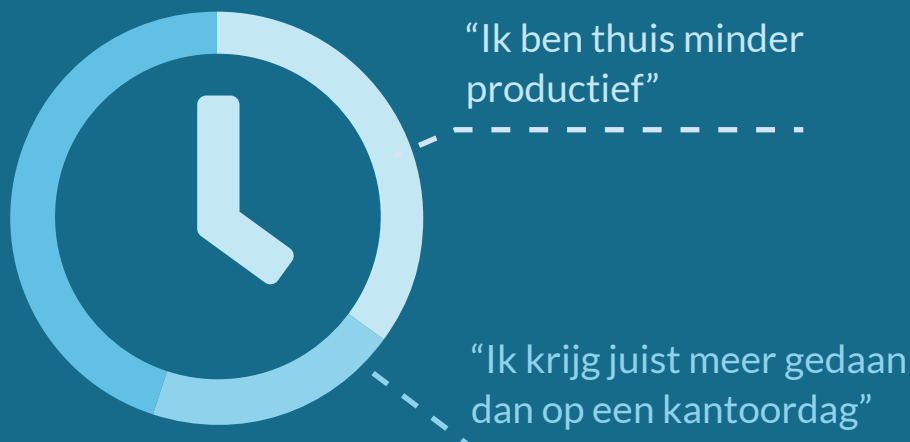 “Ik ben thuis minder
productief”
“Ik krijg juist meer gedaan
dan op een kantoordag”